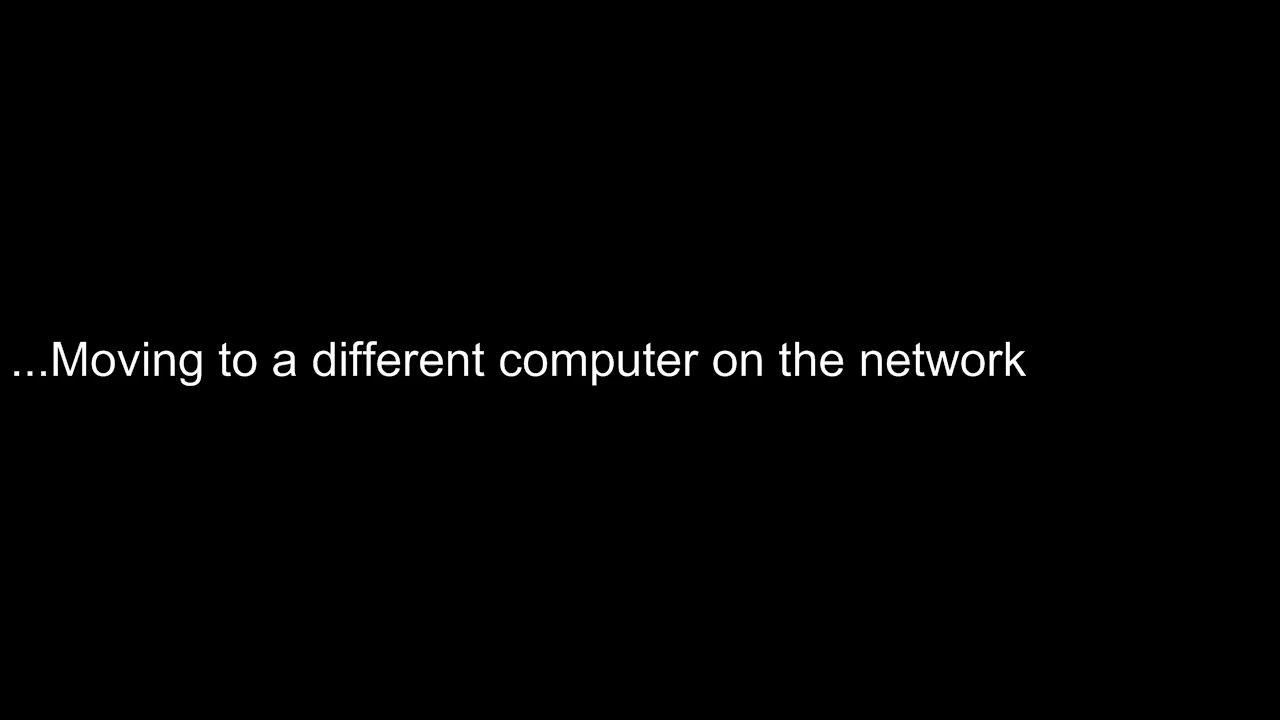 ...Moving to a different computer on the network